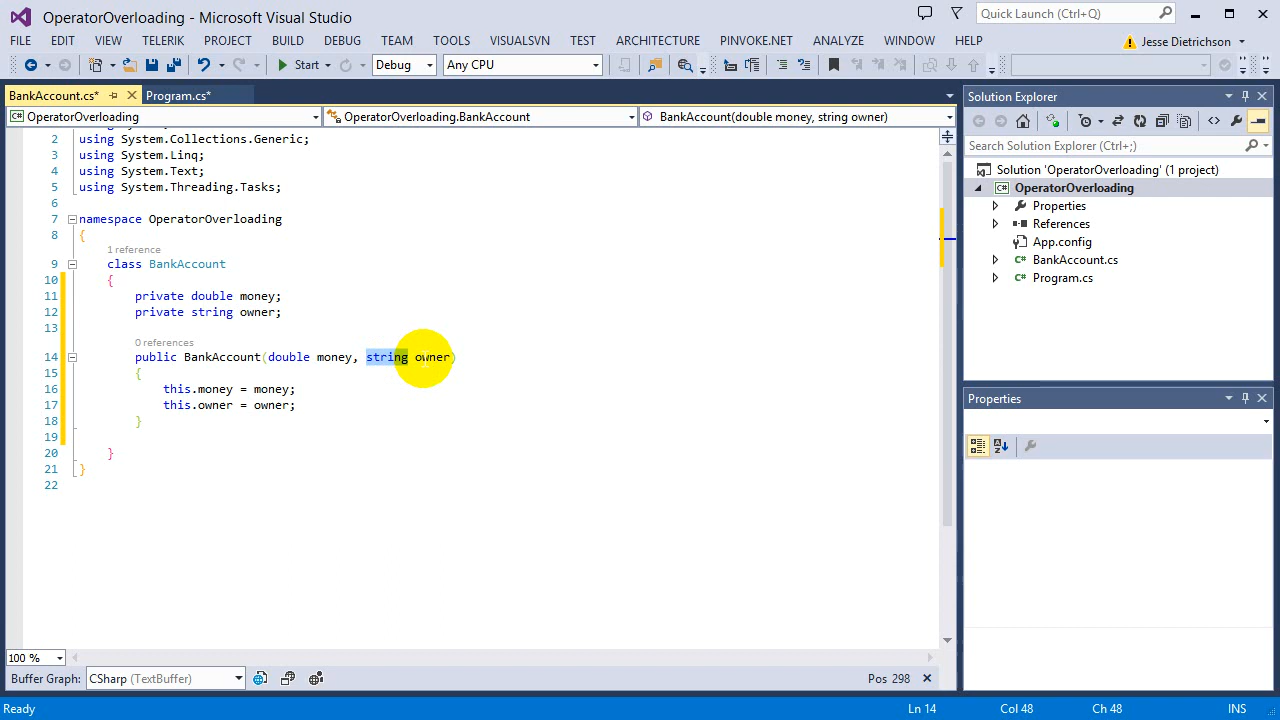 OperatorOverloading - Microsoft Visual Studio
Quick Launch (Ctrl+Q)
FILE EDIT VIEW TELERIK PROJECT BUILD DEBUG TEAM TOOLS VISUALSVN TEST ARCHITECTURE PINVOKE.NET ANALYZE WINDOW HELP
Jesse Dietrichson
Start Debug Any CPU
BankAccount.cs* Program.cs*
OperatorOverloading OperatorOverloading.BankAccount BankAccount(double money, string owner)
2 using System.Collections.Generic;
3 using System.Linq;
4 using System.Text;
5 using System.Threading.Tasks;
6
7 namespace OperatorOverloading
8 {
1 reference
9 class BankAccount
10 {
11 private double money;
12 private string owner;
13
0 references
14 public BankAccount(double money, string owner)
15 {
16 this.money = money;
17 this.owner = owner;
18 }
19
20 }
21 }
22
100 %
Buffer Graph: CSharp (TextBuffer) Pos 298
Solution Explorer
Search Solution Explorer (Ctrl+;)
Solution 'OperatorOverloading' (1 project)
C# OperatorOverloading
Properties
References
App.config
C# BankAccount.cs
C# Program.cs
Properties
Ready Ln 14 Col 48 Ch 48 INS